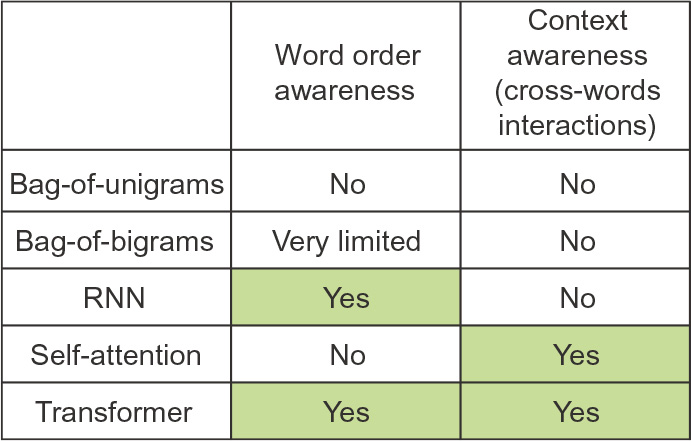 Word order
awareness
Context
awareness
(cross-words
interactions)
Bag-of-unigrams No No
Bag-of-bigrams Very limited No
RNN Yes No
Self-attention No Yes
Transformer Yes Yes